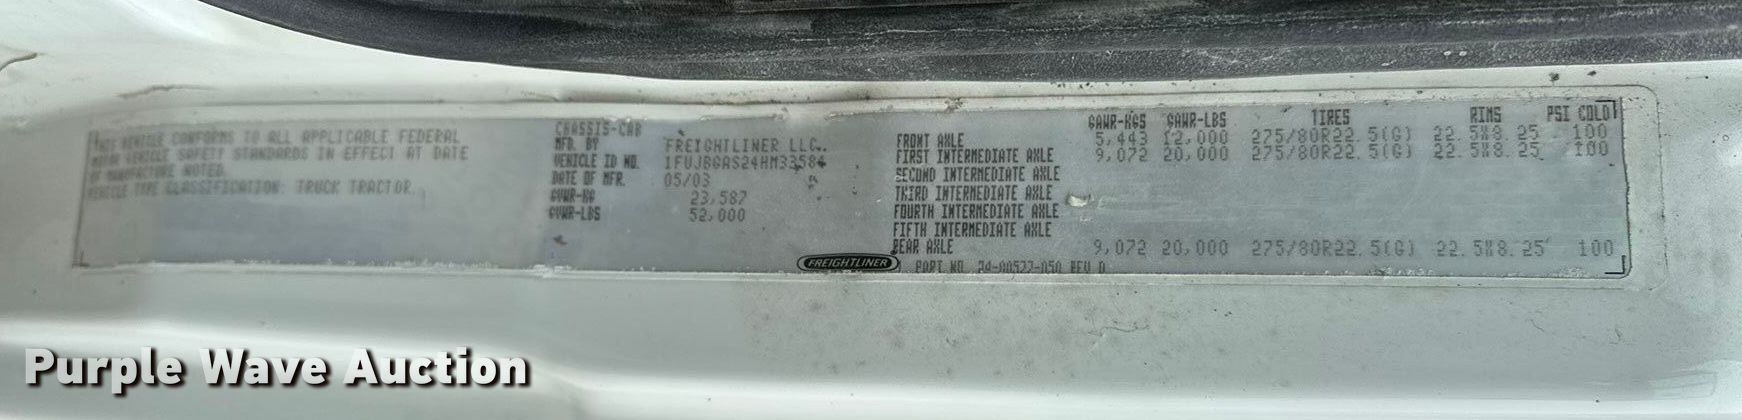 THIS VEHICLE CONFORMS TO ALL APPLICABLE FEDERAL
MOTOR VEHICLE SAFETY STANDARDS IN EFFECT AT DATE
OF MANUFACTURE NOTED.
VEHICLE TYPE CLASSIFICATION: TRUCK TRACTOR.
CHASSIS-CAB
MFD. BY FREIGHTLINER LLC.
VEHICLE ID NO. 1FUJBGAS24HM33584
DATE OF MFR. 05/03
GVWR-KG 23,587
GVWR-LBS 52,000
GAWR-KGS GAWR-LBS TIRES RIMS PSI COLD
FRONT AXLE 5,443 12,000 275/80R22.5(G) 22.5X8.25 100
FIRST INTERMEDIATE AXLE 9,072 20,000 275/80R22.5(G) 22.5X8.25 100
SECOND INTERMEDIATE AXLE
THIRD INTERMEDIATE AXLE
FOURTH INTERMEDIATE AXLE
FIFTH INTERMEDIATE AXLE
REAR AXLE 9,072 20,000 275/80R22.5(G) 22.5X8.25 100
FREIGHTLINER
PART NO. REV D
Purple Wave Auction